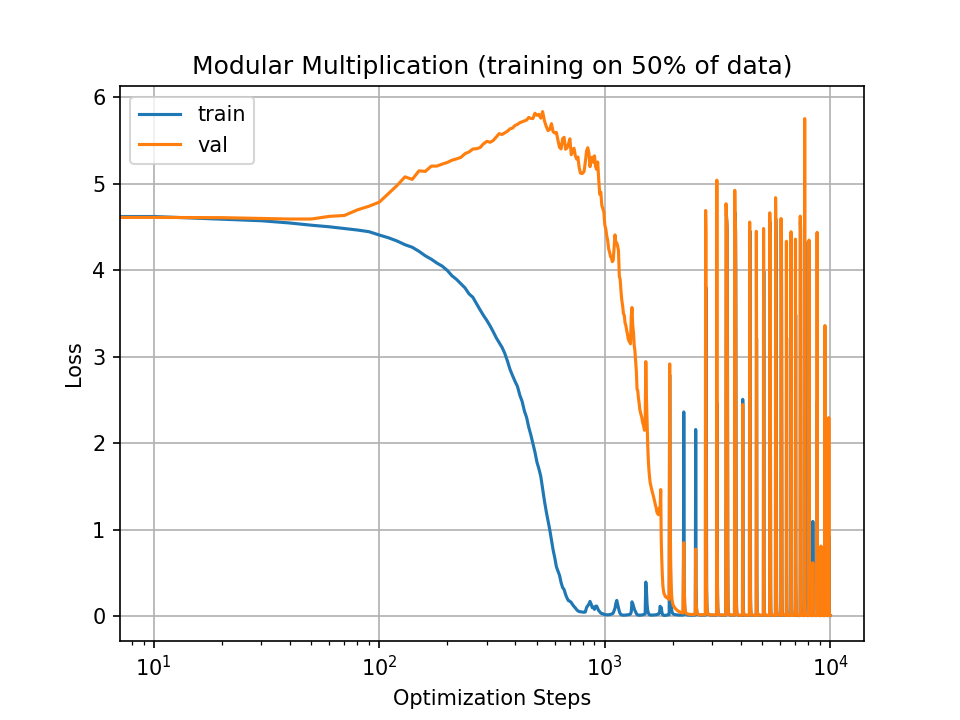 Modular Multiplication (training on 50% of data)
train
val
6
5
4
3
2
1
0
Loss
10¹ 10² 10³ 10⁴
Optimization Steps